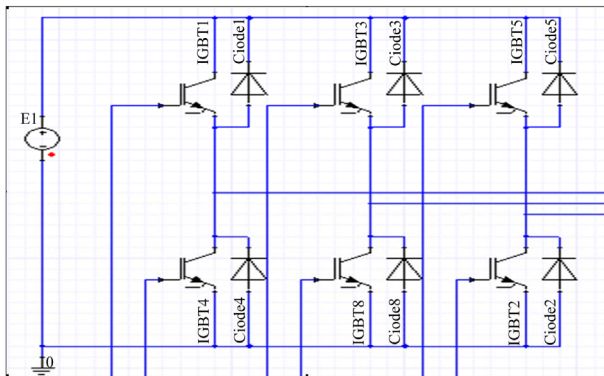 IGBT1
Ciode1
IGBT3
Ciode3
IGBT5
Ciode5
E1
IGBT4
Ciode4
IGBT8
Ciode8
IGBT2
Ciode2
0